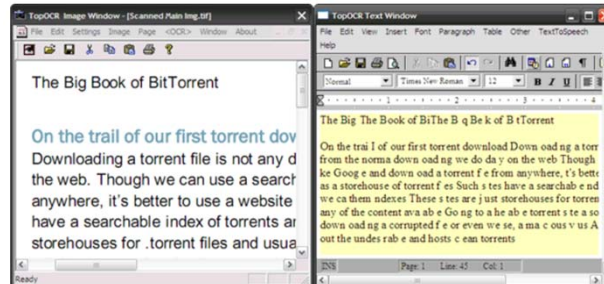 TopOCR Image Window - [Scanned Main Img.tif]
File Edit Settings Image Page <OCR> Window About
The Big Book of BitTorrent
On the trail of our first torrent dow
Downloading a torrent file is not any d
the web. Though we can use a search
anywhere, it's better to use a website
have a searchable index of torrents ar
storehouses for .torrent files and usua
Ready
TopOCR Text Window
File Edit View Insert Font Paragraph Table Other TextToSpeech
Help
Normal Times New Roman 12 B I U
1 2 3 4
The Big The Book of BiThe B q Be k of B tTorrent
On the trai I of our first torrent download Down oad ng a torr
from the norma down oad ng we do da y on the web Though
ke Goog e and down oad a torrent f e from anywhere, t's bette
as a storehouse of torrent f es Such s tes have a searchab e nd
we ca them ndexes These s tes are j ust storehouses for torren
any of the content ava ab e Go ng to a he ab e torrent s te a so
down oad ng a corrupted f e or even we se, a ma c ous v us A
out the undes rab e and hosts c ean torrents
INS Page: 1 Line: 45 Col: 1